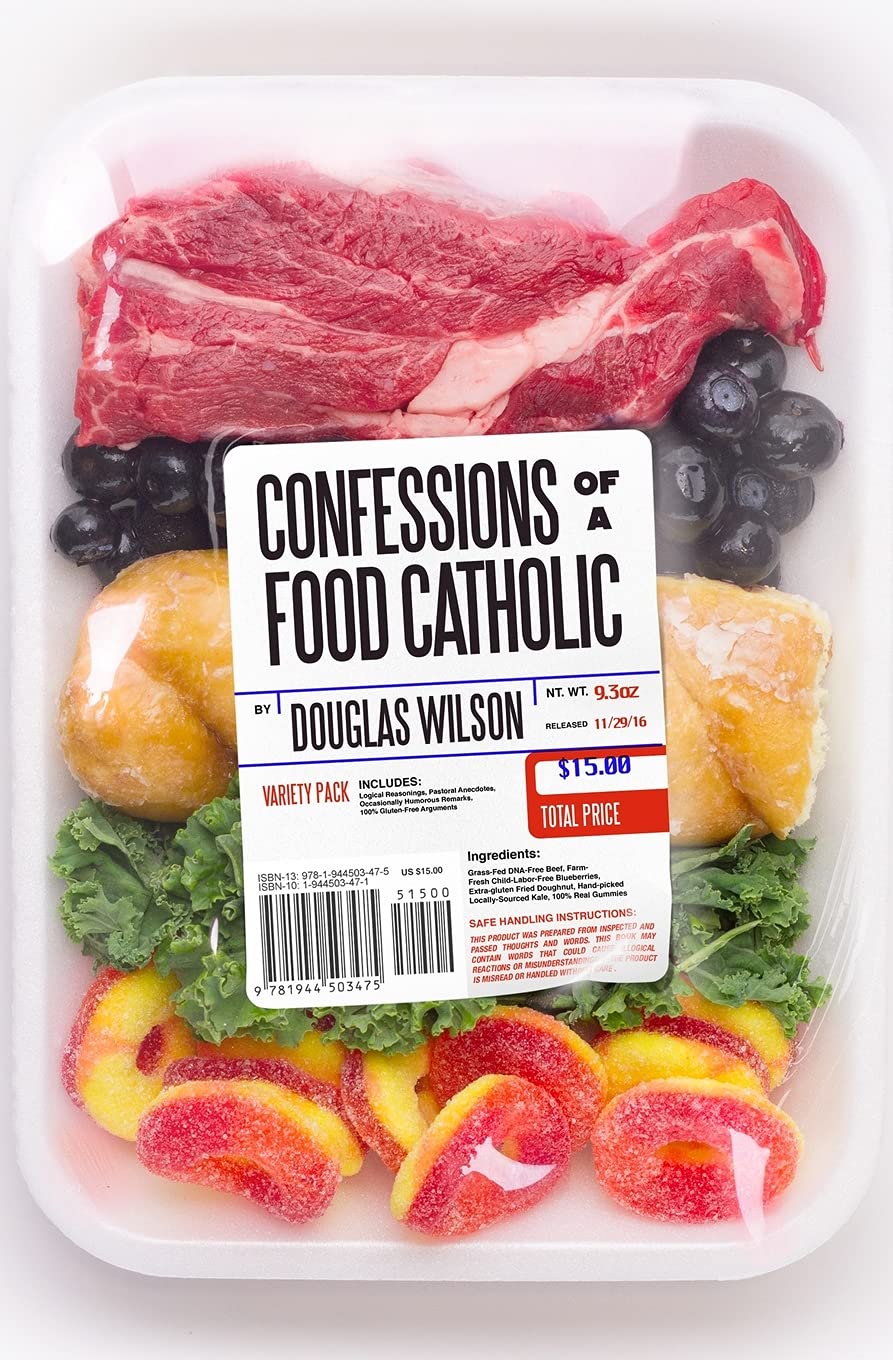 CONFESSIONS OF A
FOOD CATHOLIC
BY DOUGLAS WILSON
NT. WT. 9.3oz
RELEASED 11/29/16
$15.00
TOTAL PRICE
VARIETY PACK
INCLUDES:
Logical Reasonings, Pastoral Anecdotes,
Occasionally Humorous Remarks,
100% Gluten-Free Arguments
ISBN-13: 978-1-944503-47-5
ISBN-10: 1-944503-47-1
US $15.00
51500
9 781944 503475
Ingredients:
Grass-Fed DNA-Free Beef, Farm-
Fresh Child-Labor-Free Blueberries,
Extra-gluten Fried Doughnut, Hand-picked
Locally-Sourced Kale, 100% Real Gummies
SAFE HANDLING INSTRUCTIONS:
THIS PRODUCT WAS PREPARED FROM INSPECTED AND
PASSED THOUGHTS AND WORDS. THIS BOOK MAY
CONTAIN WORDS THAT COULD CAUSE ILLOGICAL
REACTIONS OR MISUNDERSTANDINGS IF THE PRODUCT
IS MISREAD OR HANDLED WITHOUT CARE.